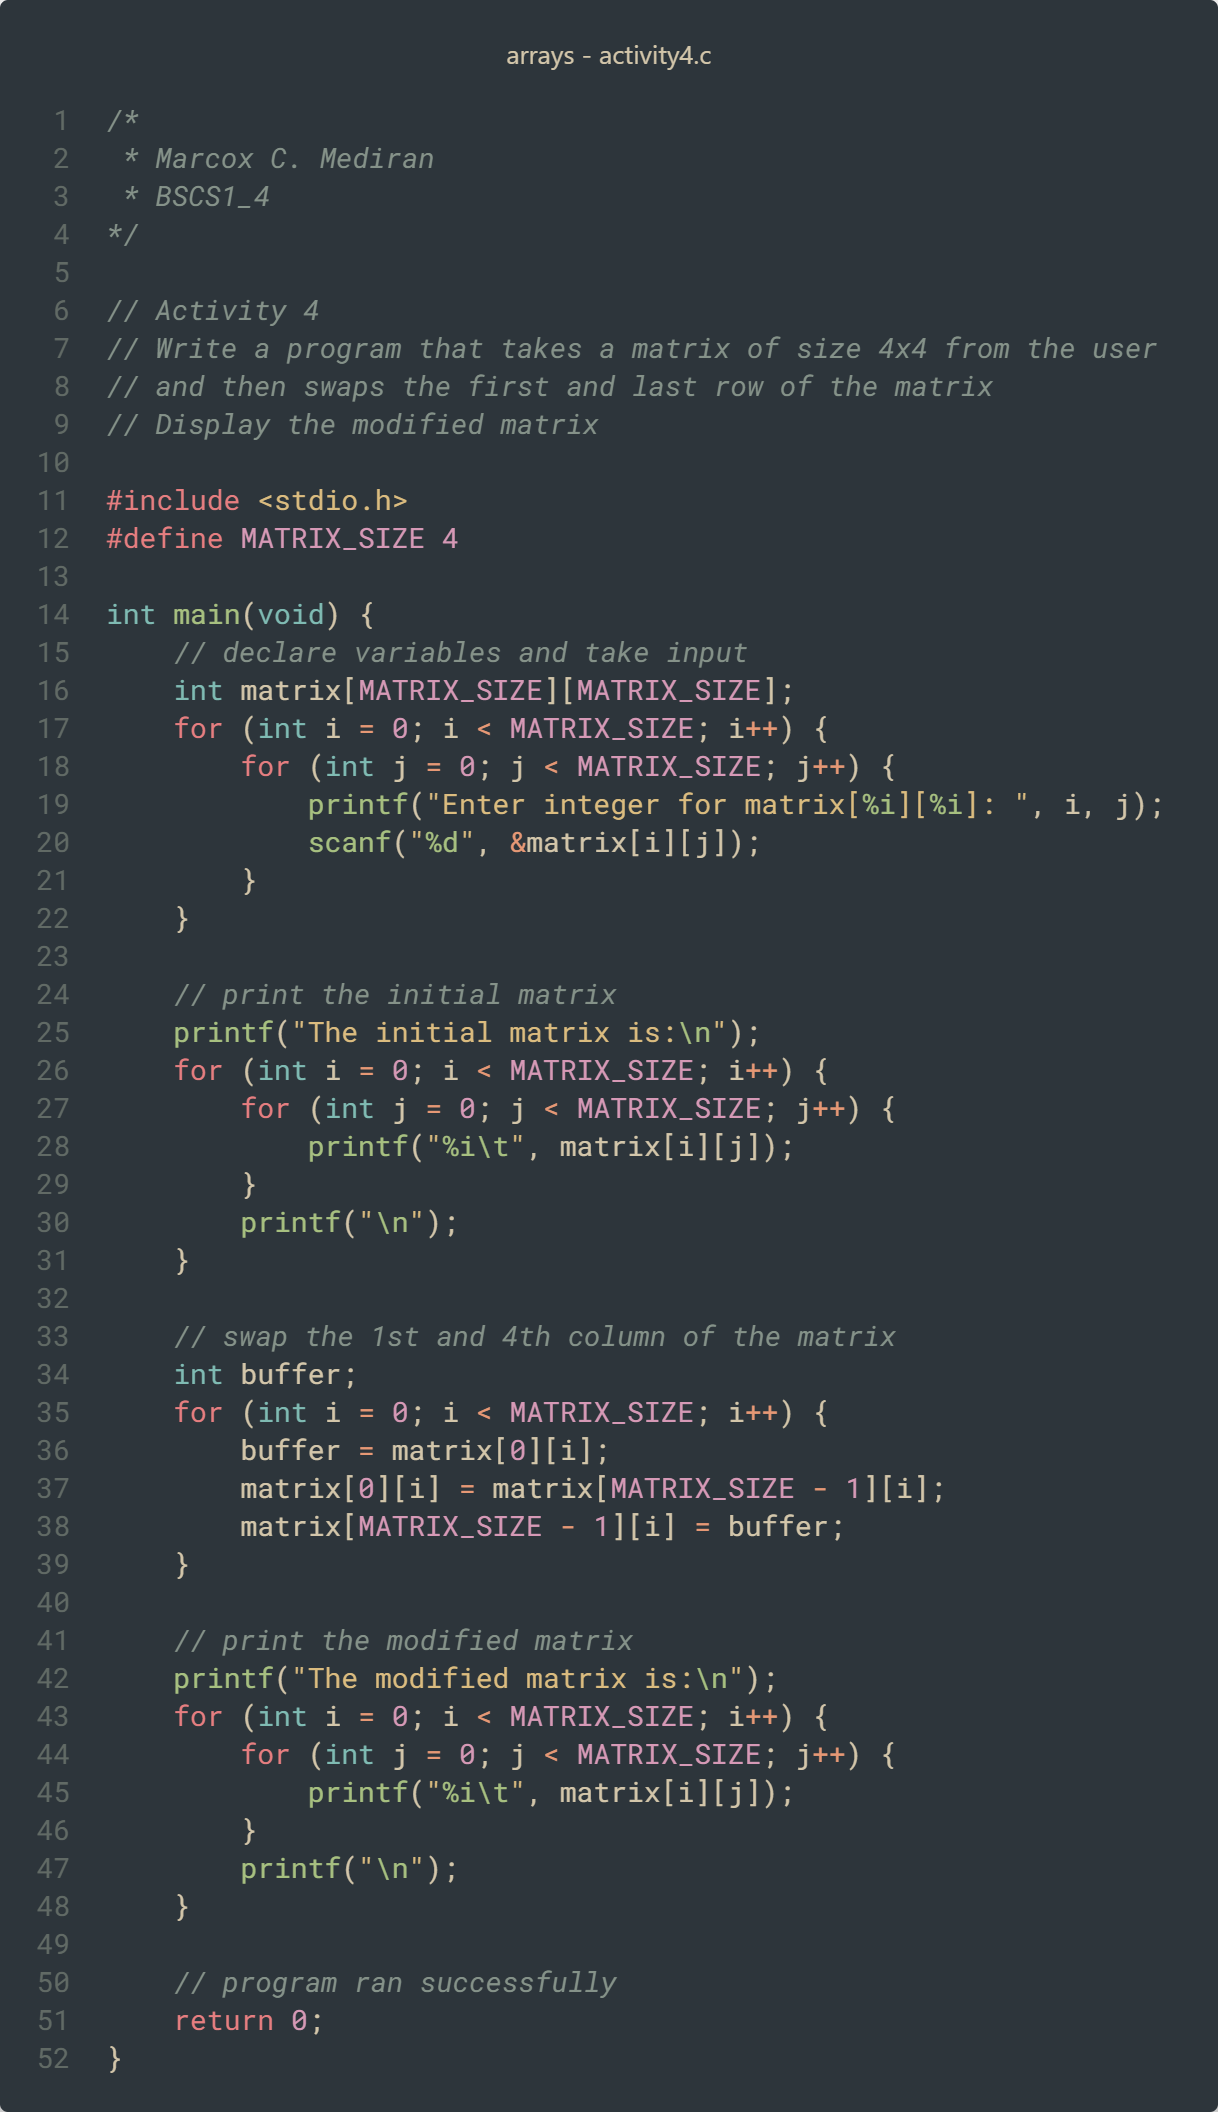 arrays - activity4.c
1 /*
2  * Marcox C. Mediran
3  * BSCS1_4
4 */
5
6 // Activity 4
7 // Write a program that takes a matrix of size 4x4 from the user
8 // and then swaps the first and last row of the matrix
9 // Display the modified matrix
10
11 #include <stdio.h>
12 #define MATRIX_SIZE 4
13
14 int main(void) {
15     // declare variables and take input
16     int matrix[MATRIX_SIZE][MATRIX_SIZE];
17     for (int i = 0; i < MATRIX_SIZE; i++) {
18         for (int j = 0; j < MATRIX_SIZE; j++) {
19             printf("Enter integer for matrix[%i][%i]: ", i, j);
20             scanf("%d", &matrix[i][j]);
21         }
22     }
23
24     // print the initial matrix
25     printf("The initial matrix is:\n");
26     for (int i = 0; i < MATRIX_SIZE; i++) {
27         for (int j = 0; j < MATRIX_SIZE; j++) {
28             printf("%i\t", matrix[i][j]);
29         }
30         printf("\n");
31     }
32
33     // swap the 1st and 4th column of the matrix
34     int buffer;
35     for (int i = 0; i < MATRIX_SIZE; i++) {
36         buffer = matrix[0][i];
37         matrix[0][i] = matrix[MATRIX_SIZE - 1][i];
38         matrix[MATRIX_SIZE - 1][i] = buffer;
39     }
40
41     // print the modified matrix
42     printf("The modified matrix is:\n");
43     for (int i = 0; i < MATRIX_SIZE; i++) {
44         for (int j = 0; j < MATRIX_SIZE; j++) {
45             printf("%i\t", matrix[i][j]);
46         }
47         printf("\n");
48     }
49
50     // program ran successfully
51     return 0;
52 }